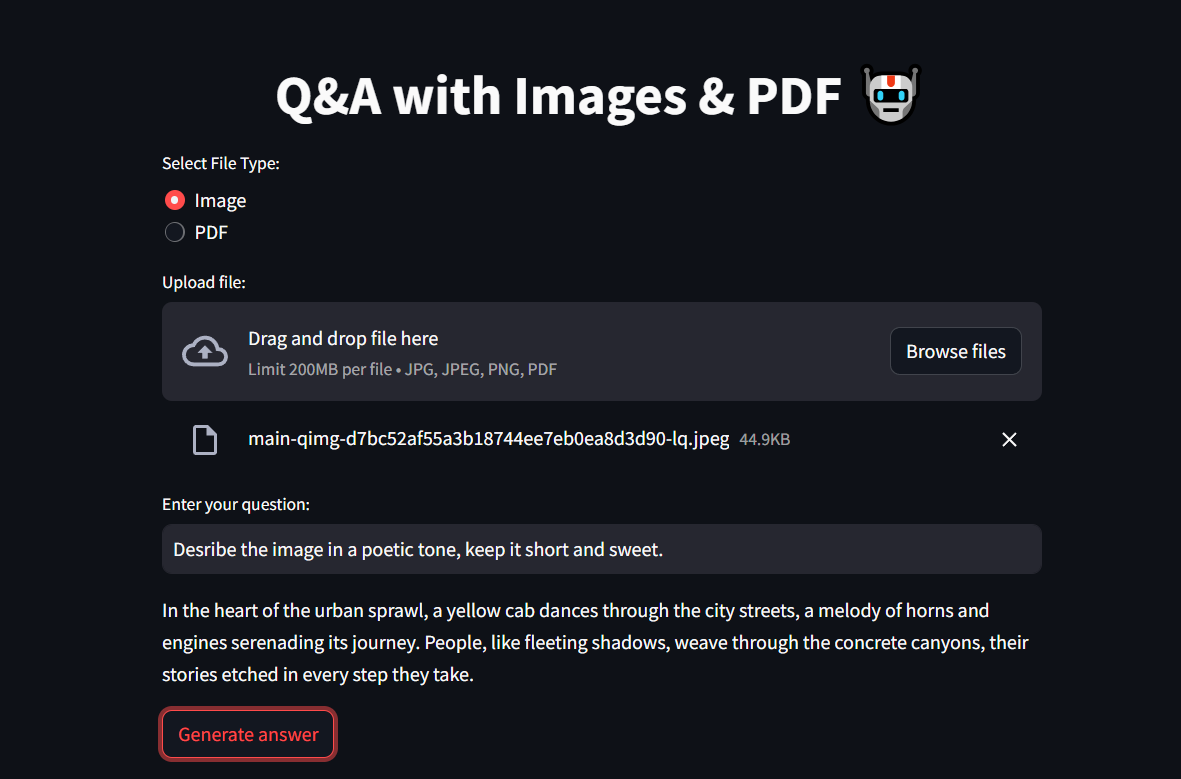 Q&A with Images & PDF
Select File Type:
Image
PDF
Upload file:
Drag and drop file here
Limit 200MB per file • JPG, JPEG, PNG, PDF
Browse files
main-qimg-d7bc52af55a3b18744ee7eb0ea8d3d90-lq.jpeg 44.9KB
Enter your question:
Desribe the image in a poetic tone, keep it short and sweet.
In the heart of the urban sprawl, a yellow cab dances through the city streets, a melody of horns and
engines serenading its journey. People, like fleeting shadows, weave through the concrete canyons, their
stories etched in every step they take.
Generate answer